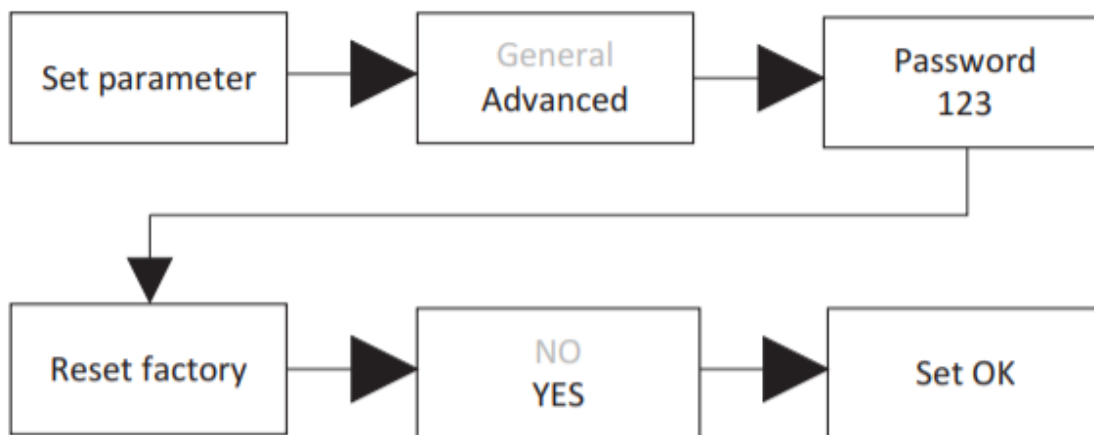 Set parameter
General
Advanced
Password
123
Reset factory
NO
YES
Set OK